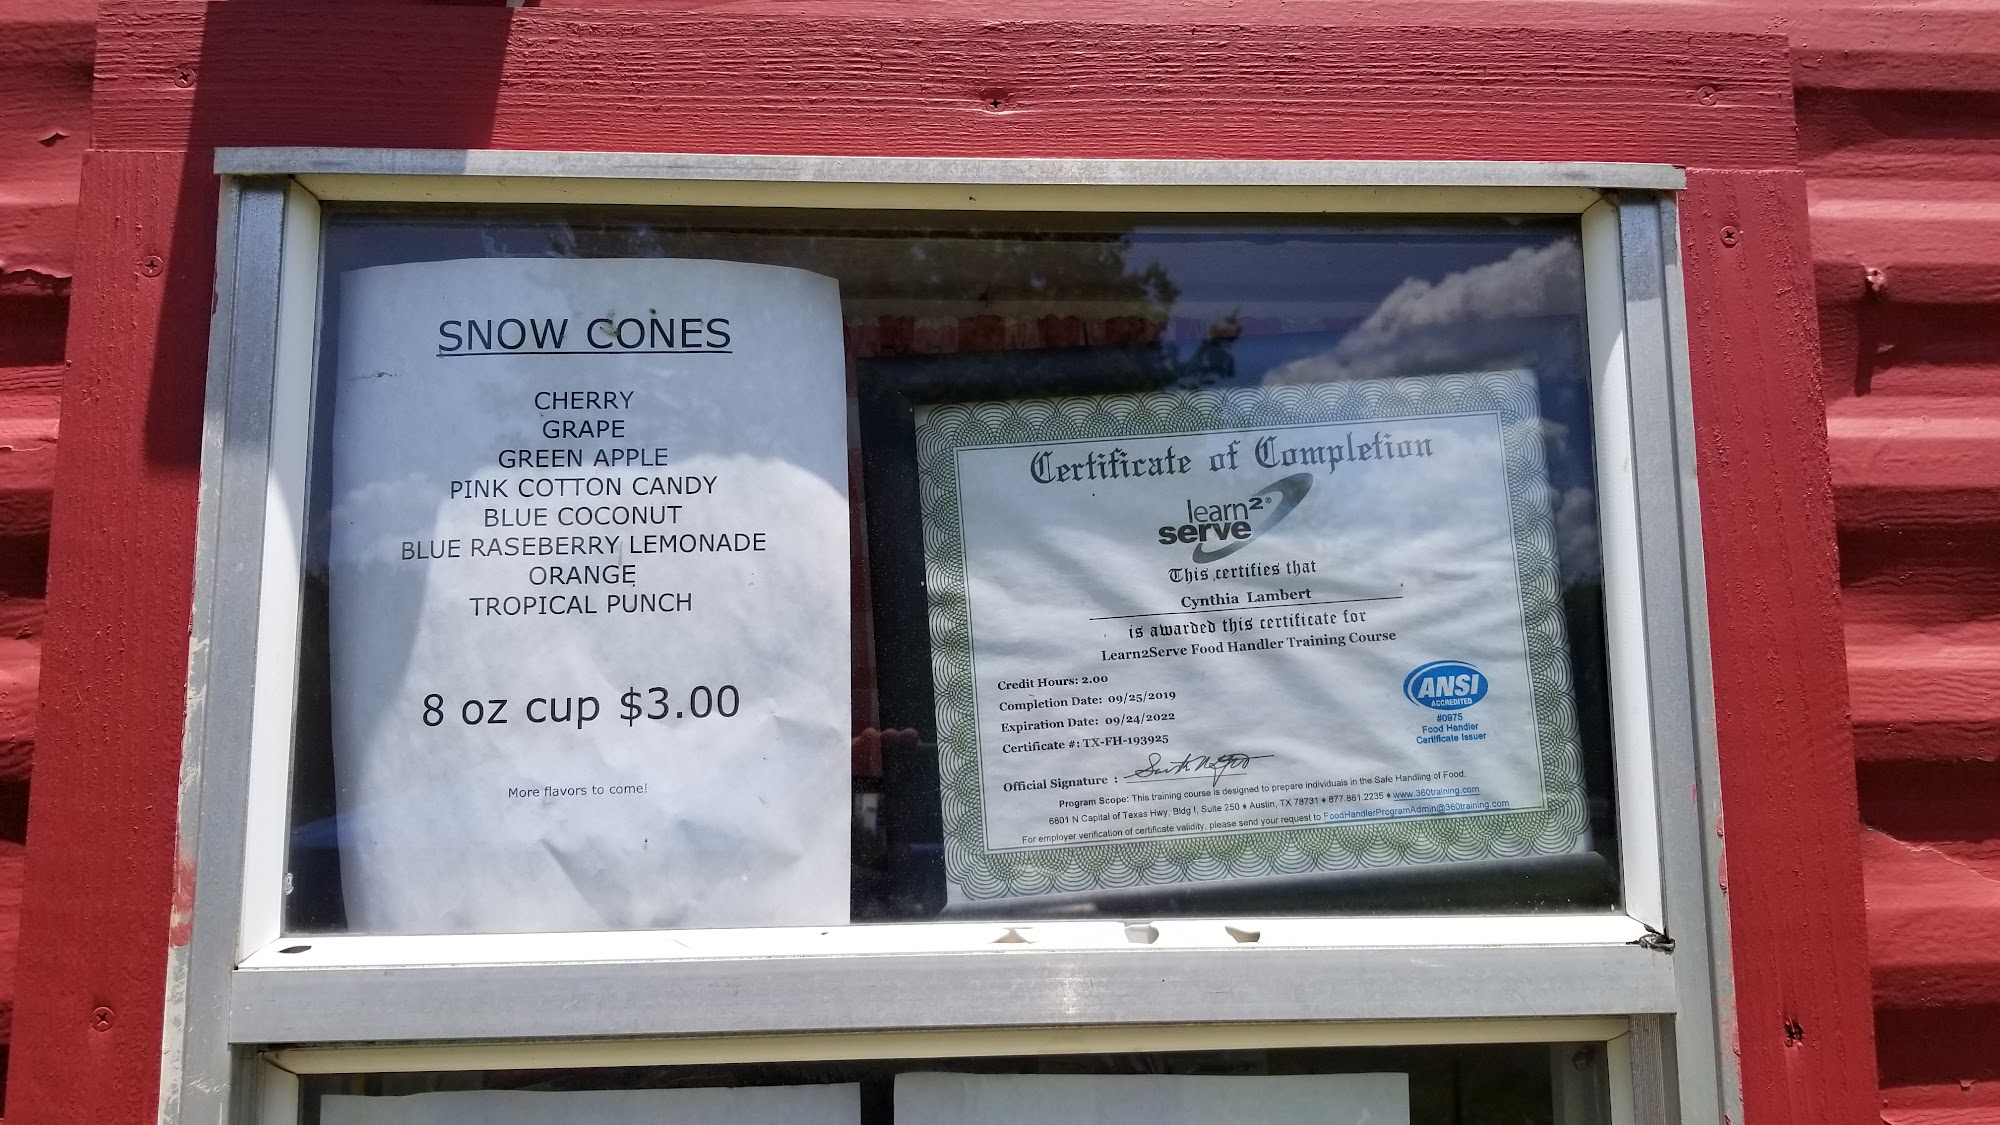 SNOW CONES
CHERRY
GRAPE
GREEN APPLE
PINK COTTON CANDY
BLUE COCONUT
BLUE RASEBERRY LEMONADE
ORANGE
TROPICAL PUNCH
8 oz cup $3.00
More flavors to come!
Certificate of Completion
learn2®
serve
This certifies that
Cynthia Lambert
is awarded this certificate for
Learn2Serve Food Handler Training Course
Credit Hours: 2.00
Completion Date: 09/25/2019
Expiration Date: 09/24/2022
Certificate #: TX-FH-193925
Official Signature :
ANSI
ACCREDITED
#0975
Food Handler
Certificate Issuer
Program Scope: This training course is designed to prepare individuals in the Safe Handling of Food.
6801 N Capital of Texas Hwy, Bldg I, Suite 250 ♦ Austin, TX 78731 ♦ 877.881.2235 ♦ www.360training.com
For employer verification of certificate validity, please send your request to FoodHandlerProgramAdmin@360training.com